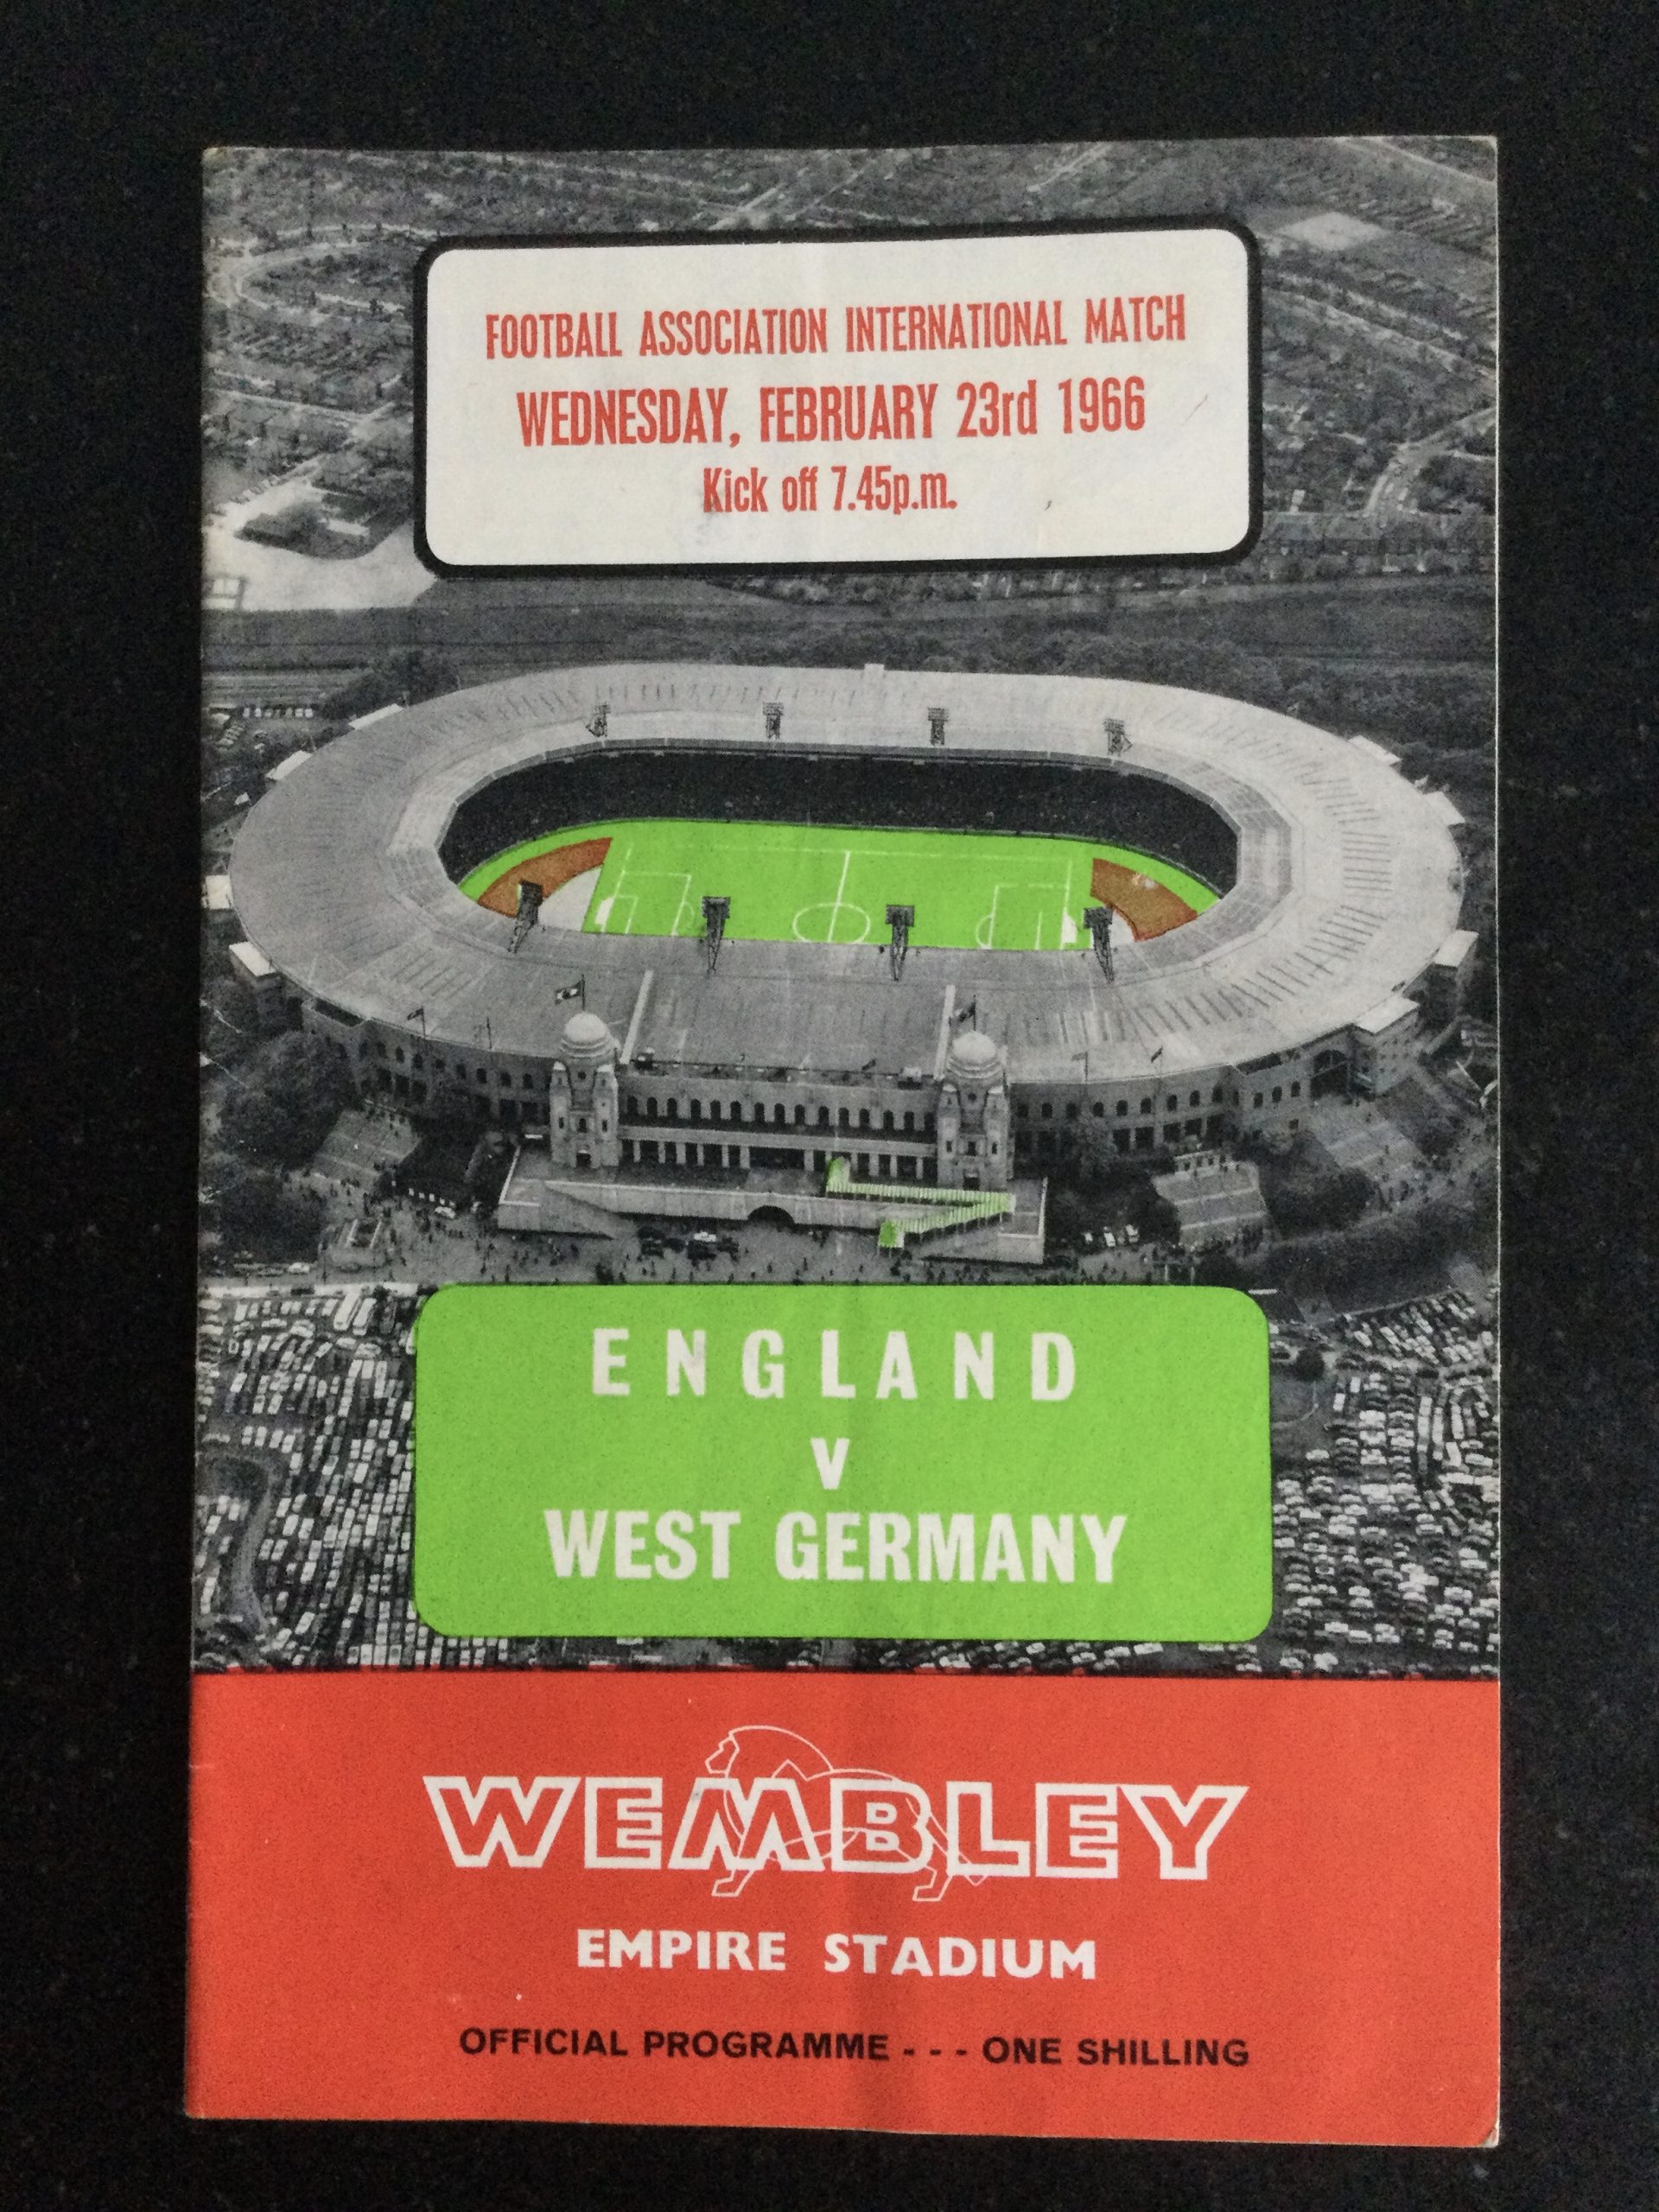 FOOTBALL ASSOCIATION INTERNATIONAL MATCH
WEDNESDAY, FEBRUARY 23rd 1966
Kick off 7.45p.m.
ENGLAND
v
WEST GERMANY
WEMBLEY
EMPIRE STADIUM
OFFICIAL PROGRAMME - - - ONE SHILLING